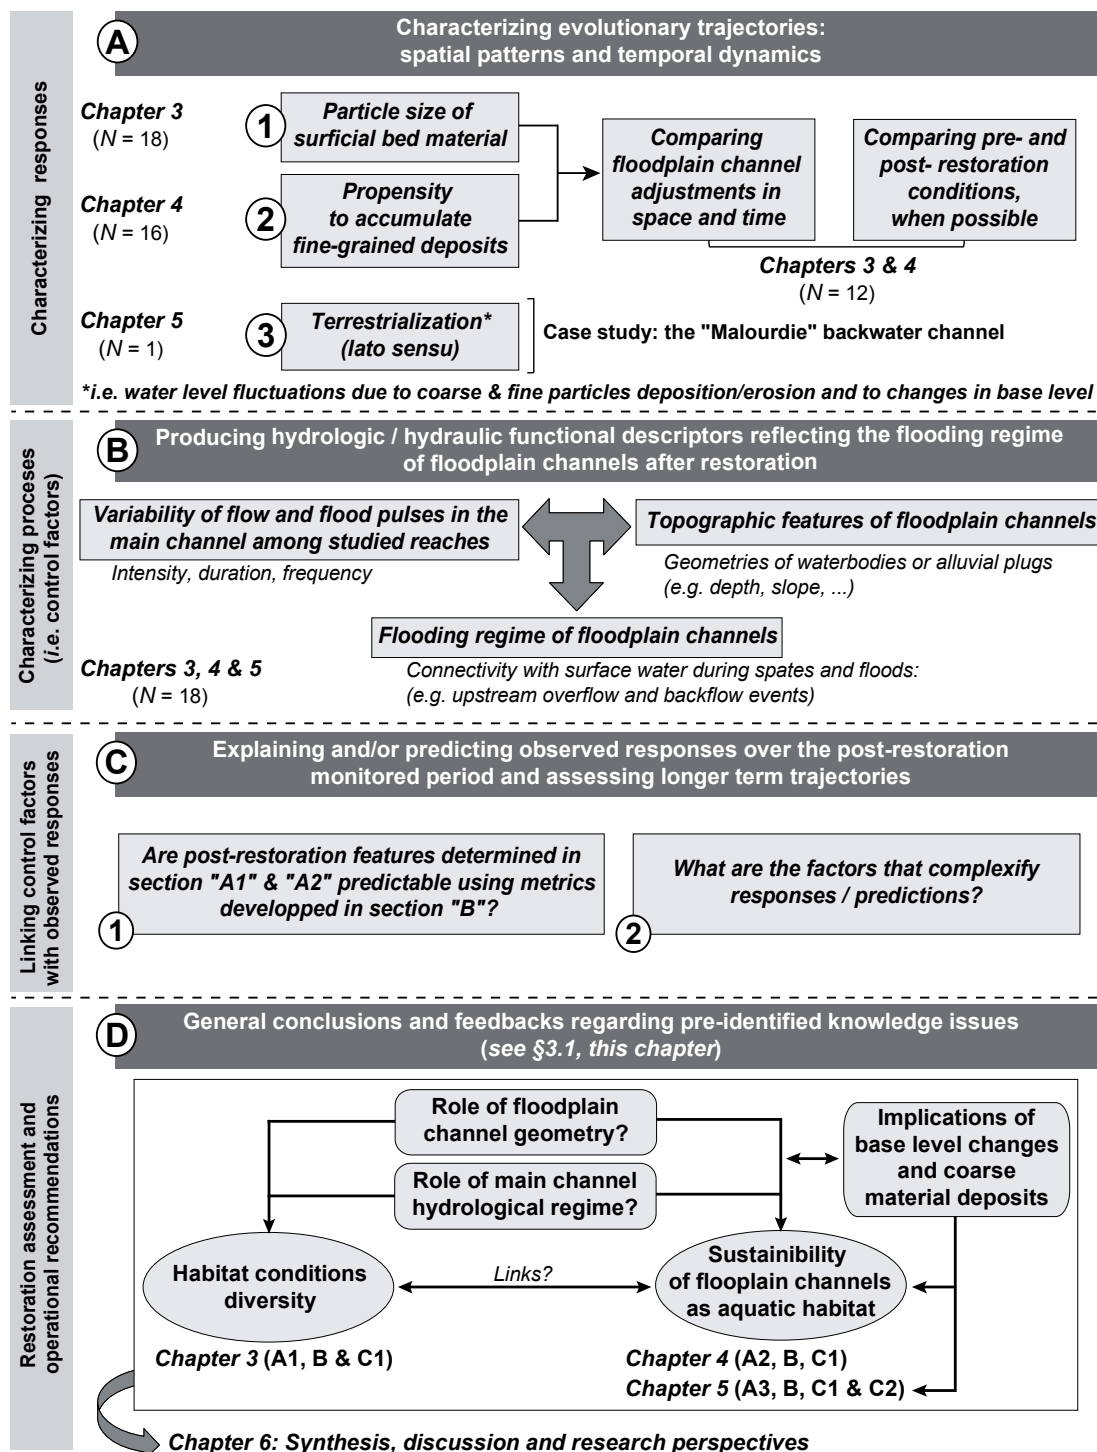 Characterizing responses
A
Characterizing evolutionary trajectories:
spatial patterns and temporal dynamics
Chapter 3
(N = 18)
1
Particle size of
surficial bed material
Chapter 4
(N = 16)
2
Propensity
to accumulate
fine-grained deposits
Comparing
floodplain channel
adjustments in
space and time
Comparing pre- and
post- restoration
conditions,
when possible
Chapters 3 & 4
(N = 12)
Chapter 5
(N = 1)
3
Terrestrialization*
(lato sensu)
Case study: the "Malourdie" backwater channel
*i.e. water level fluctuations due to coarse & fine particles deposition/erosion and to changes in base level
Characterizing processes
(i.e. control factors)
B
Producing hydrologic / hydraulic functional descriptors reflecting the flooding regime
of floodplain channels after restoration
Variability of flow and flood pulses in the
main channel among studied reaches
Intensity, duration, frequency
Topographic features of floodplain channels
Geometries of waterbodies or alluvial plugs
(e.g. depth, slope, ...)
Flooding regime of floodplain channels
Connectivity with surface water during spates and floods:
(e.g. upstream overflow and backflow events)
Chapters 3, 4 & 5
(N = 18)
Linking control factors
with observed responses
C
Explaining and/or predicting observed responses over the post-restoration
monitored period and assessing longer term trajectories
Are post-restoration features determined in
section "A1" & "A2" predictable using metrics
developped in section "B"?
1
What are the factors that complexify
responses / predictions?
2
Restoration assessment and
operational recommendations
D
General conclusions and feedbacks regarding pre-identified knowledge issues
(see §3.1, this chapter)
Role of floodplain
channel geometry?
Role of main channel
hydrological regime?
Implications of
base level changes
and coarse
material deposits
Habitat conditions
diversity
Links?
Sustainibility
of flooplain channels
as aquatic habitat
Chapter 3 (A1, B & C1)
Chapter 4 (A2, B, C1)
Chapter 5 (A3, B, C1 & C2)
Chapter 6: Synthesis, discussion and research perspectives